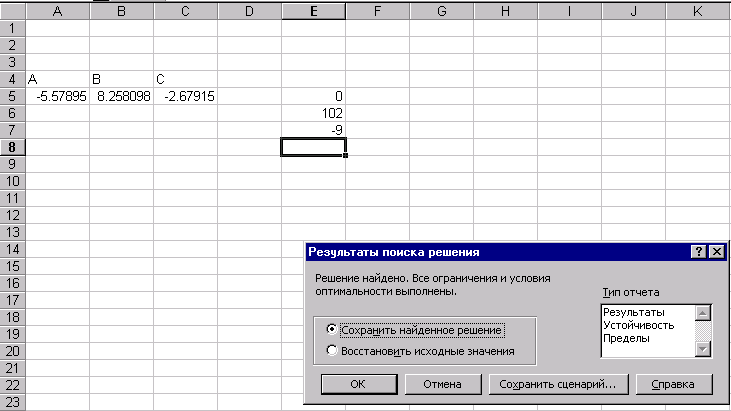 A B C D E F G H I J K
1
2
3
4 A B C
5 -5.57895 8.258098 -2.67915 0
6 102
7 -9
8
9
10
11
12
13
14
15
16
17
18
19
20
21
22
23
Результаты поиска решения
Решение найдено. Все ограничения и условия
оптимальности выполнены.
Тип отчета
Результаты
Устойчивость
Пределы
Сохранить найденное решение
Восстановить исходные значения
ОК Отмена Сохранить сценарий... Справка